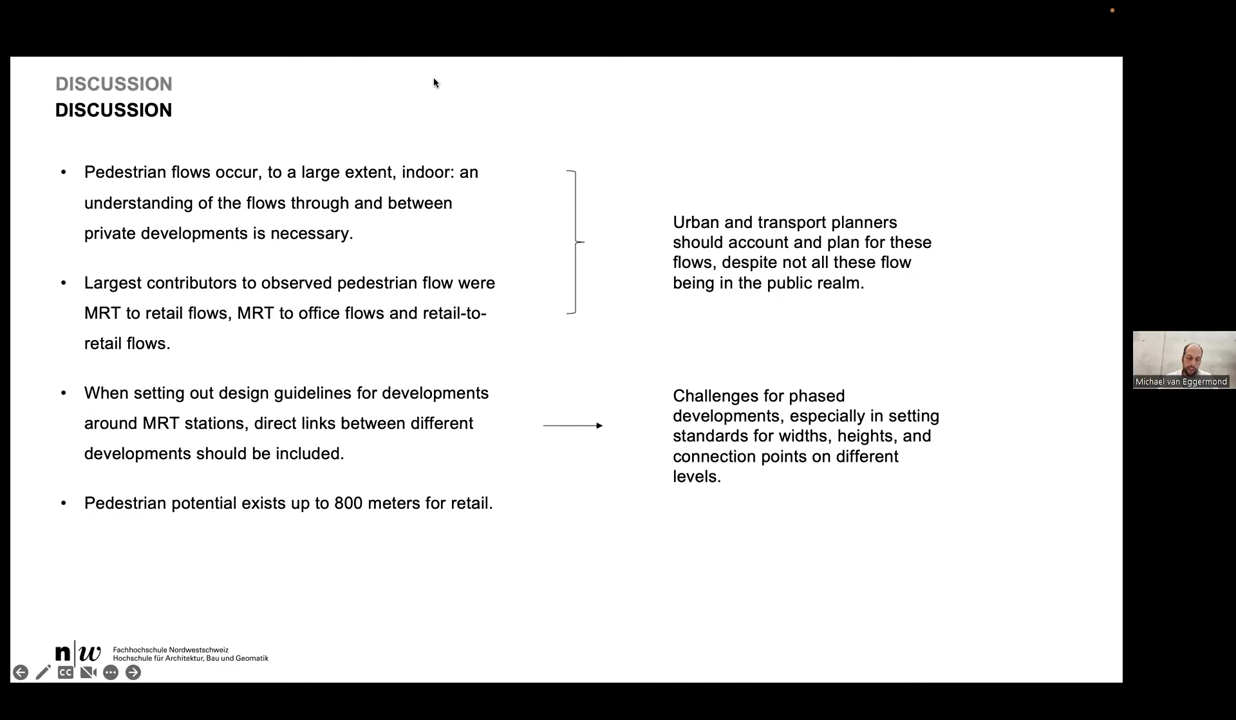 DISCUSSION
DISCUSSION
• Pedestrian flows occur, to a large extent, indoor: an
understanding of the flows through and between
private developments is necessary.
• Largest contributors to observed pedestrian flow were
MRT to retail flows, MRT to office flows and retail-to-
retail flows.
• When setting out design guidelines for developments
around MRT stations, direct links between different
developments should be included.
• Pedestrian potential exists up to 800 meters for retail.
Urban and transport planners
should account and plan for these
flows, despite not all these flow
being in the public realm.
Challenges for phased
developments, especially in setting
standards for widths, heights, and
connection points on different
levels.
Michael van Eggermond
n|w Fachhochschule Nordwestschweiz
Hochschule für Architektur, Bau und Geomatik
CC